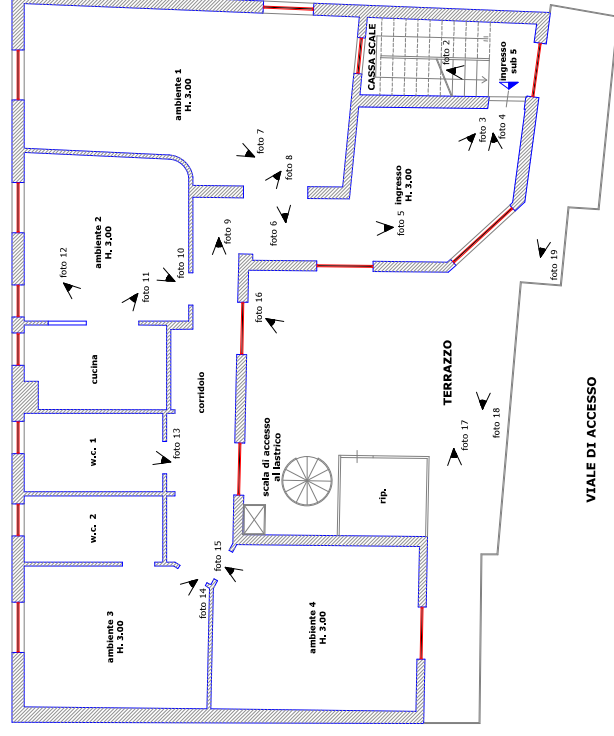 CASSA SCALE
foto 2
ingresso
sub 5
ambiente 1
H. 3.00
foto 7
foto 8
foto 3
foto 4
ingresso
H. 3,00
ambiente 2
H. 3,00
foto 12
foto 11
foto 10
foto 9
foto 6
foto 5
foto 19
foto 16
cucina
corridoio
TERRAZZO
VIALE DI ACCESSO
w.c. 1
foto 13
scala di accesso
al lastrico
foto 17
foto 18
rip.
w.c. 2
foto 15
foto 14
ambiente 3
H. 3.00
ambiente 4
H. 3.00